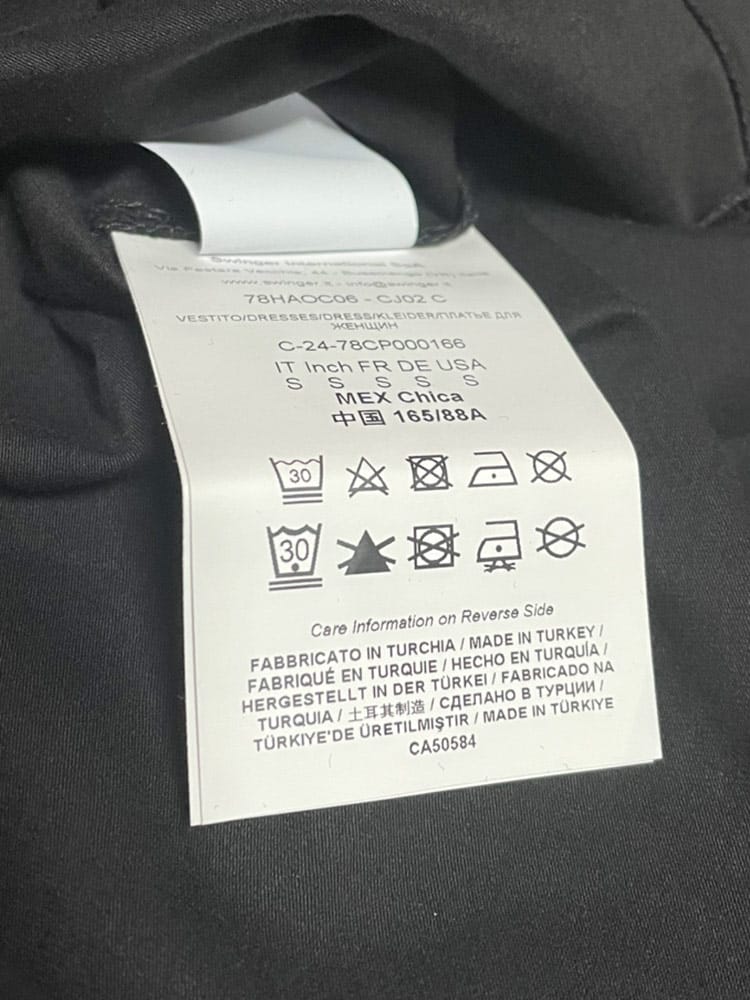 Swinger International SpA
www.swinger.it - info@swinger.it
78HAOC06 - CJ02 C
VESTITO/DRESSES/DRESS/KLEIDER/ПЛАТЬЕ ДЛЯ
ЖЕНЩИН
C-24-78CP000166
IT Inch FR DE USA
S S S S S
MEX Chica
中国 165/88A
30
30
Care Information on Reverse Side
FABBRICATO IN TURCHIA / MADE IN TURKEY /
FABRIQUÉ EN TURQUIE / HECHO EN TURQUÍA /
HERGESTELLT IN DER TÜRKEI / FABRICADO NA
TURQUIA / 土耳其制造 / СДЕЛАНО В ТУРЦИИ /
TÜRKİYE'DE ÜRETILMIŞTIR / MADE IN TÜRKIYE
CA50584